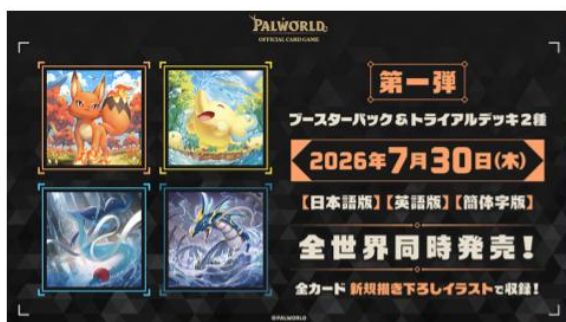 PALWORLD
OFFICIAL CARD GAME
第一弾
ブースターパック&トライアルデッキ2種
2026年7月30日(木)
【日本語版】【英語版】【簡体字版】
全世界同時発売!
全カード 新規描き下ろしイラストで収録!
©PALWORLD